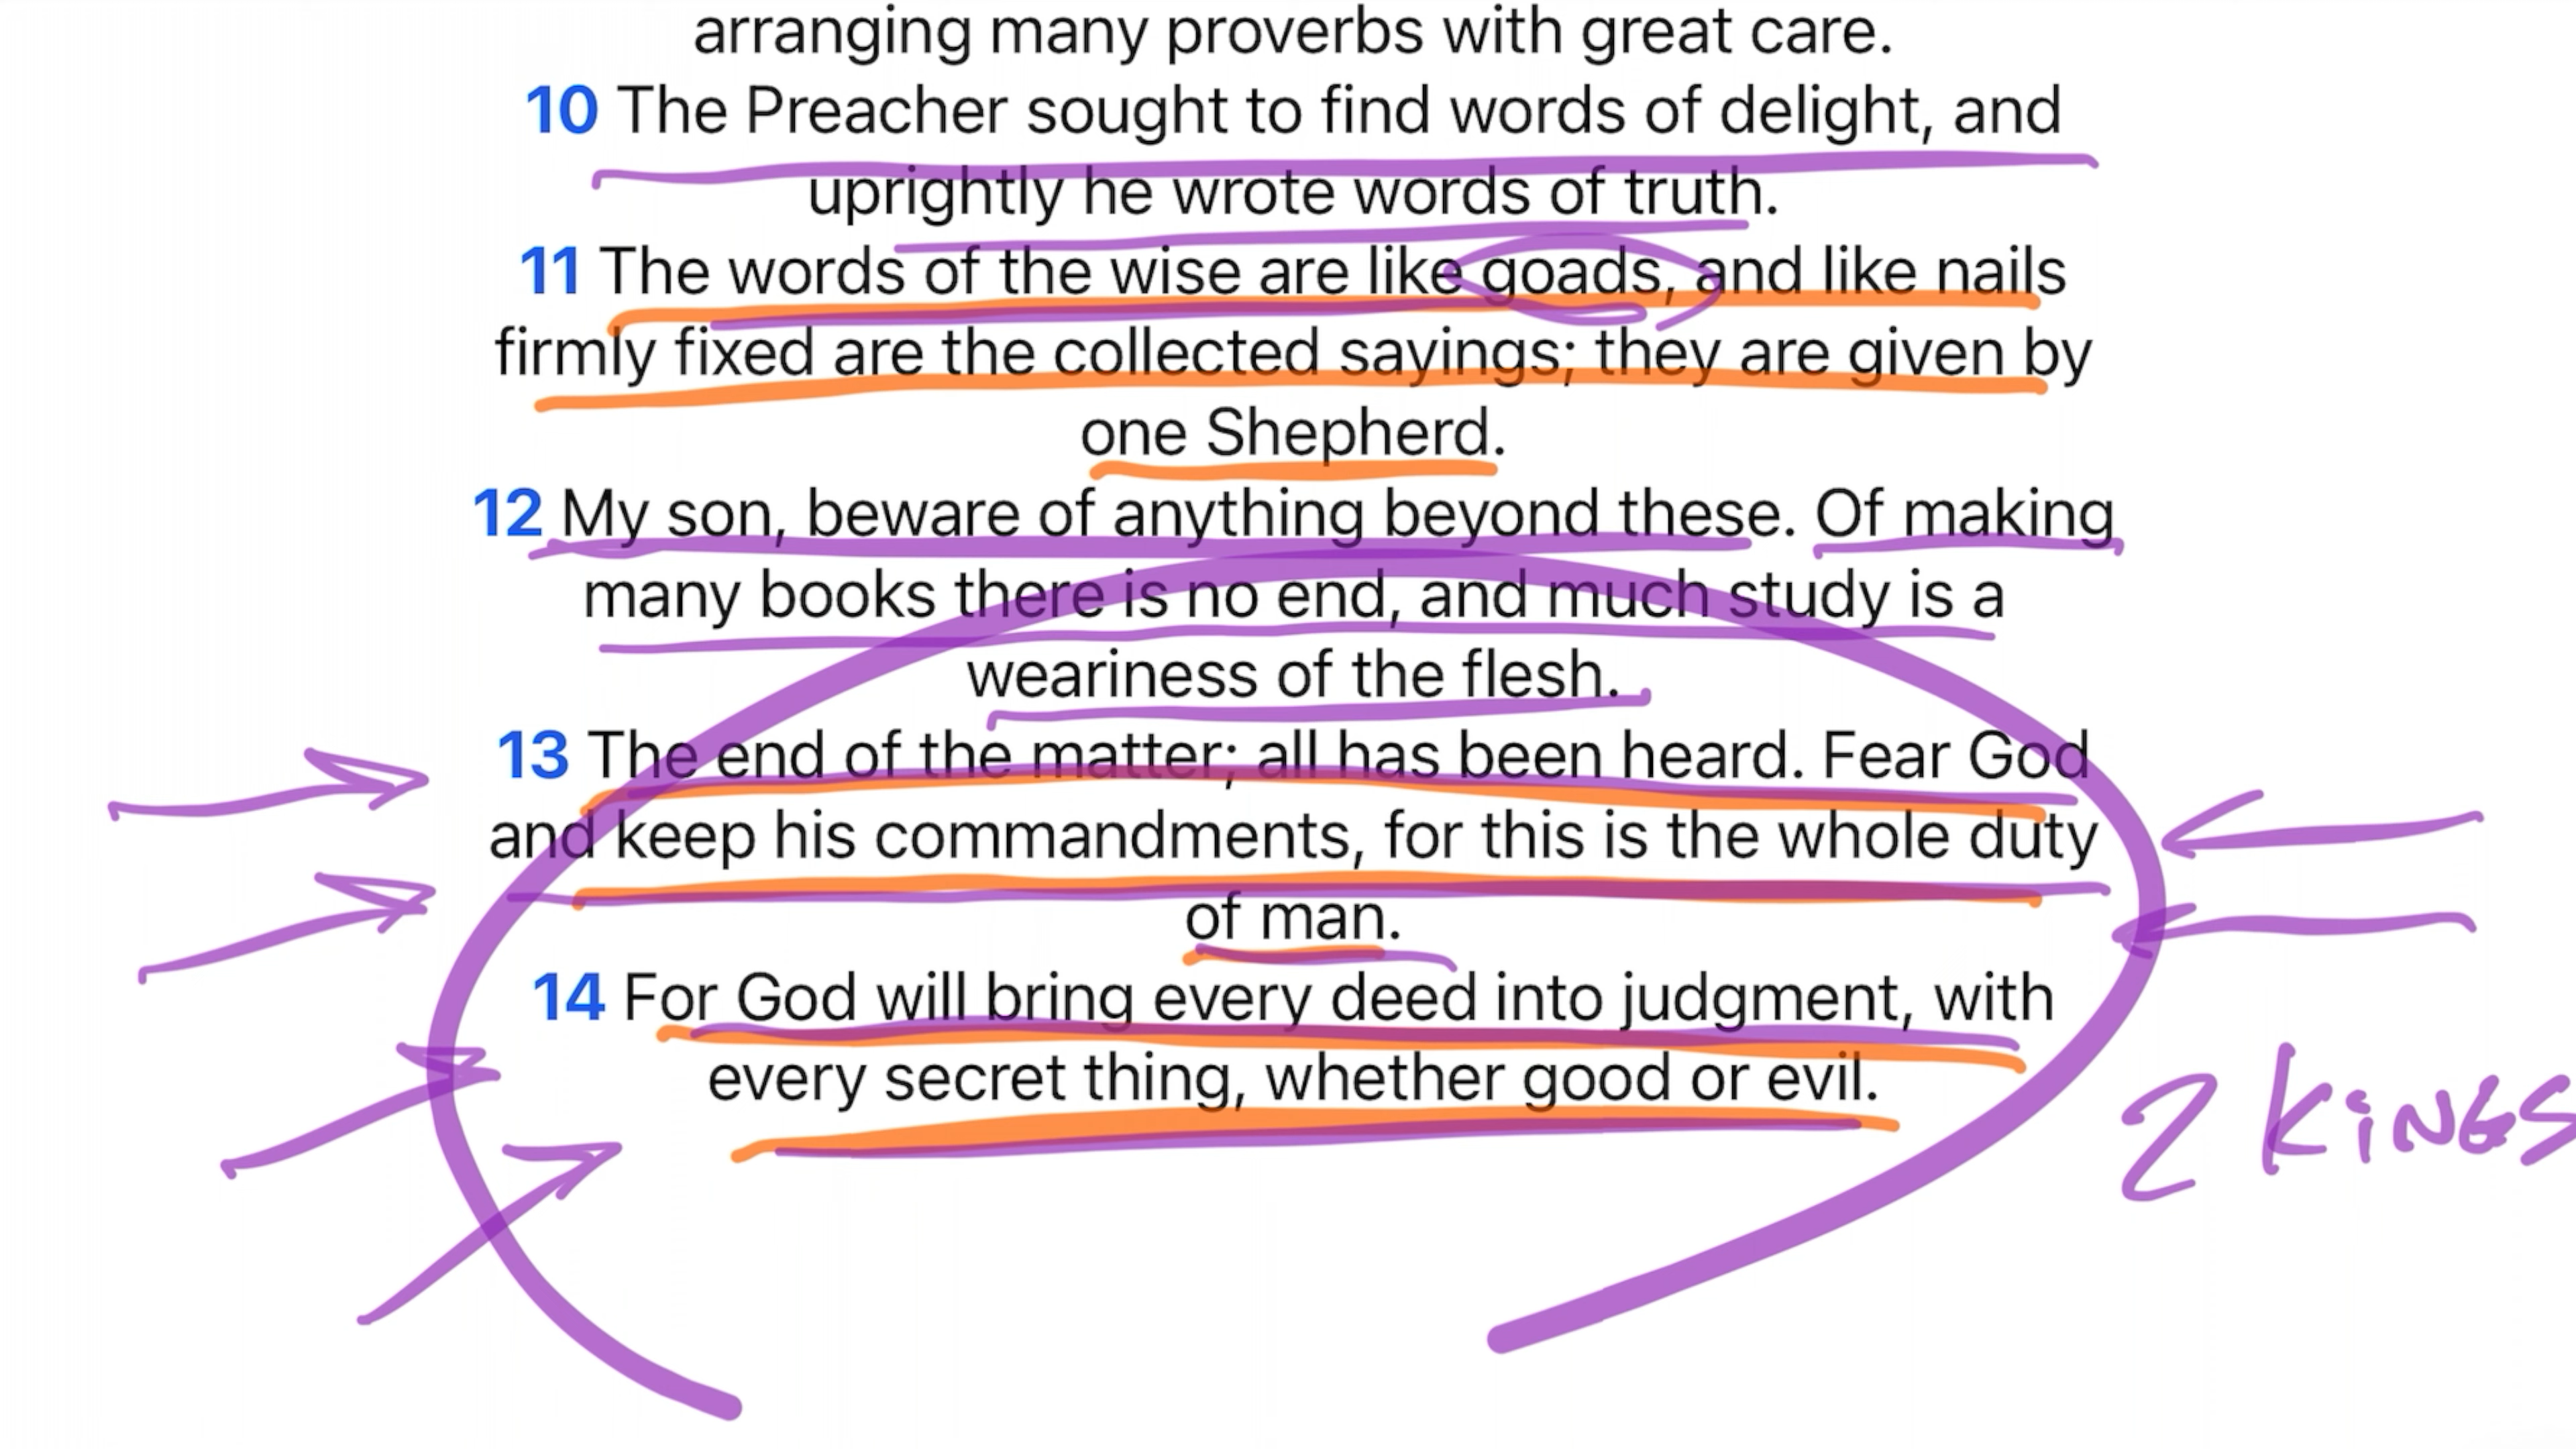 arranging many proverbs with great care.
10 The Preacher sought to find words of delight, and
uprightly he wrote words of truth.
11 The words of the wise are like goads, and like nails
firmly fixed are the collected sayings; they are given by
one Shepherd.
12 My son, beware of anything beyond these. Of making
many books there is no end, and much study is a
weariness of the flesh.
13 The end of the matter; all has been heard. Fear God
and keep his commandments, for this is the whole duty
of man.
14 For God will bring every deed into judgment, with
every secret thing, whether good or evil.
2 KiNGS